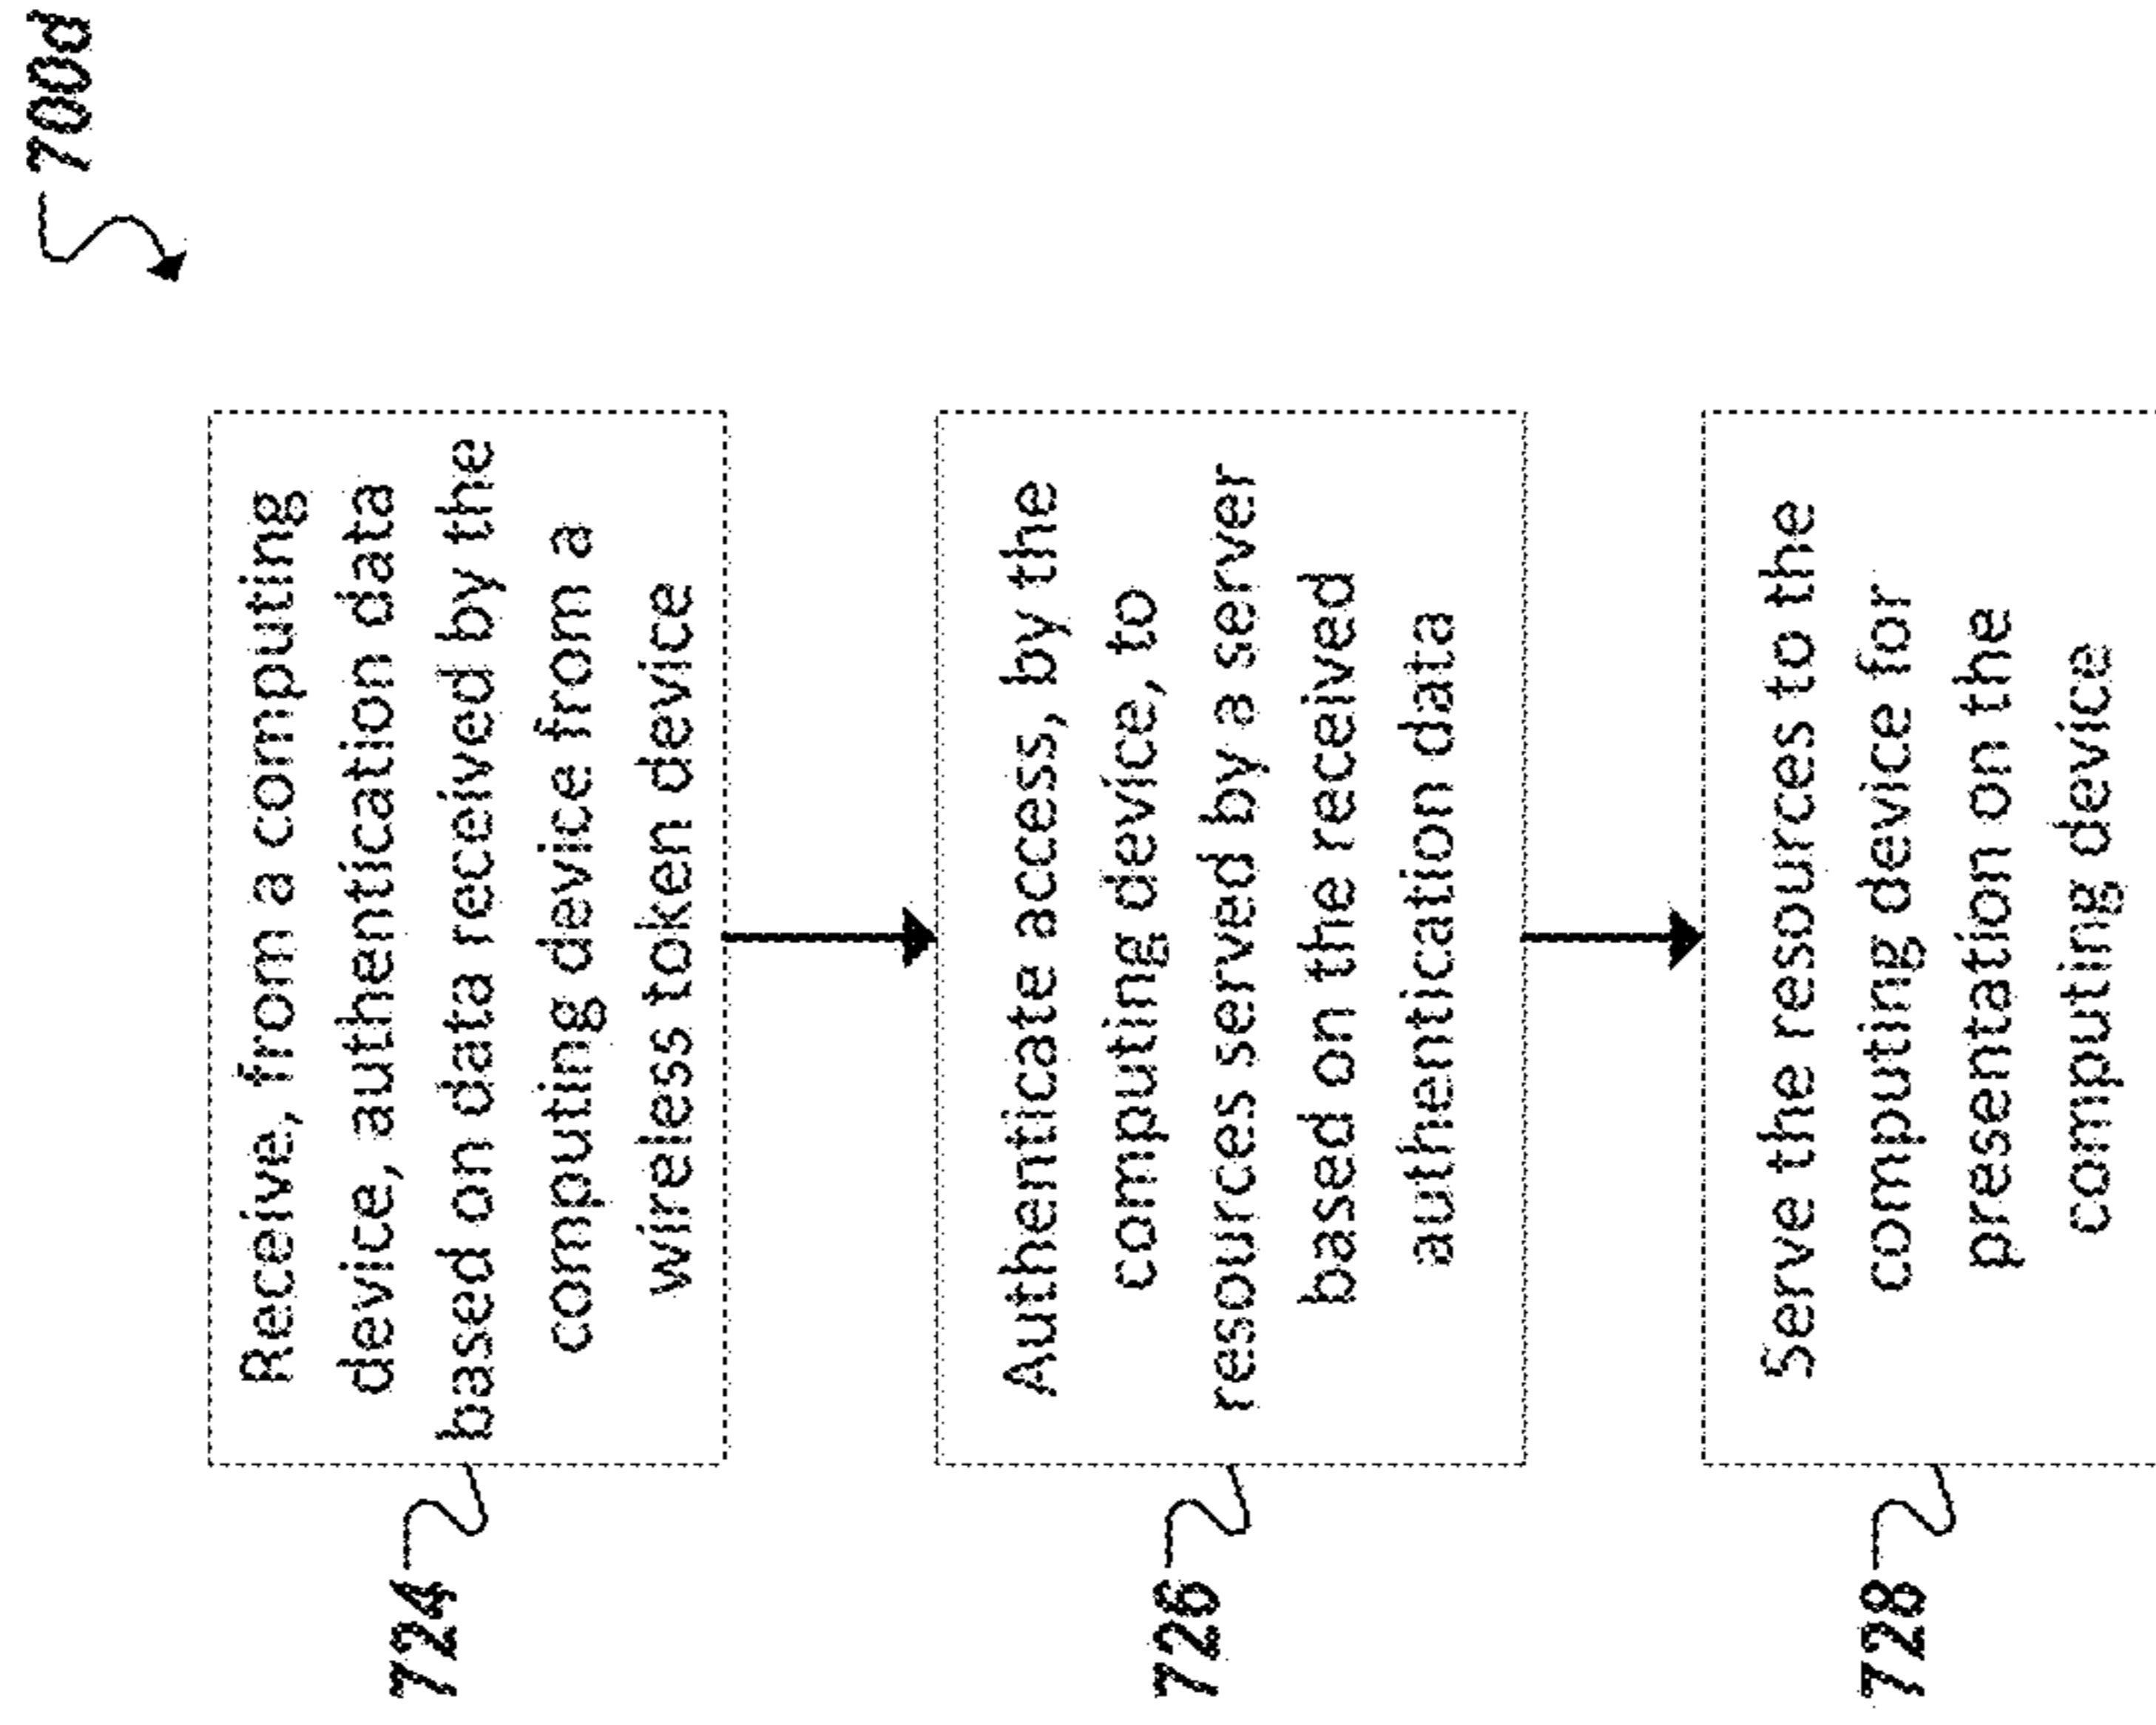 700d
724
Receive, from a computing
device, authentication data
based on data received by the
computing device from a
wireless token device
726
Authenticate access, by the
computing device, to
resources served by a server
based on the received
authentication data
728
Serve the resources to the
computing device for
presentation on the
computing device